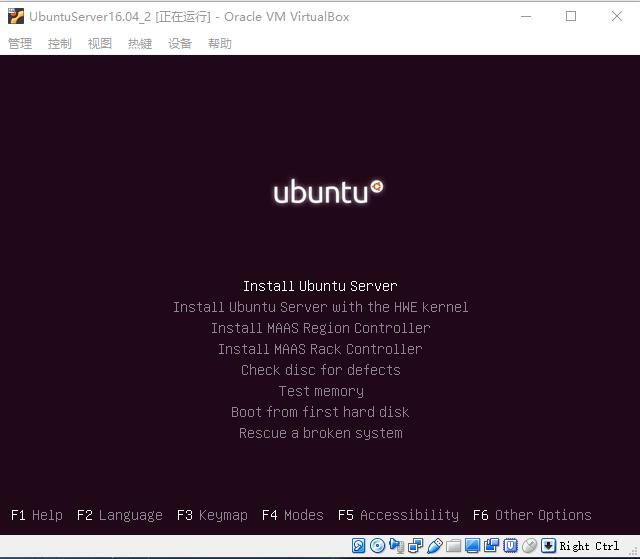 UbuntuServer16.04_2 [正在运行] - Oracle VM VirtualBox
管理 控制 视图 热键 设备 帮助
ubuntu
Install Ubuntu Server
Install Ubuntu Server with the HWE kernel
Install MAAS Region Controller
Install MAAS Rack Controller
Check disc for defects
Test memory
Boot from first hard disk
Rescue a broken system
F1 Help F2 Language F3 Keymap F4 Modes F5 Accessibility F6 Other Options
Right Ctrl